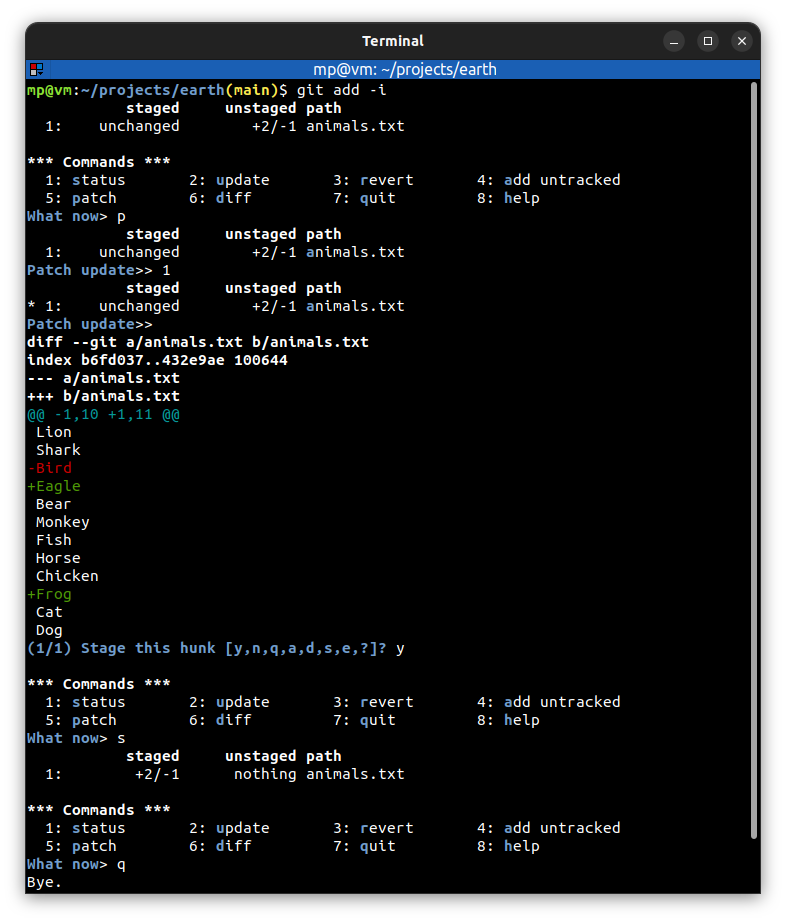 Terminal
mp@vm: ~/projects/earth
mp@vm:~/projects/earth(main)$ git add -i
           staged     unstaged path
  1:    unchanged        +2/-1 animals.txt

*** Commands ***
  1: status       2: update       3: revert       4: add untracked
  5: patch        6: diff         7: quit         8: help
What now> p
           staged     unstaged path
  1:    unchanged        +2/-1 animals.txt
Patch update>> 1
           staged     unstaged path
* 1:    unchanged        +2/-1 animals.txt
Patch update>>
diff --git a/animals.txt b/animals.txt
index b6fd037..432e9ae 100644
--- a/animals.txt
+++ b/animals.txt
@@ -1,10 +1,11 @@
 Lion
 Shark
-Bird
+Eagle
 Bear
 Monkey
 Fish
 Horse
 Chicken
+Frog
 Cat
 Dog
(1/1) Stage this hunk [y,n,q,a,d,s,e,?]? y

*** Commands ***
  1: status       2: update       3: revert       4: add untracked
  5: patch        6: diff         7: quit         8: help
What now> s
           staged     unstaged path
  1:        +2/-1      nothing animals.txt

*** Commands ***
  1: status       2: update       3: revert       4: add untracked
  5: patch        6: diff         7: quit         8: help
What now> q
Bye.